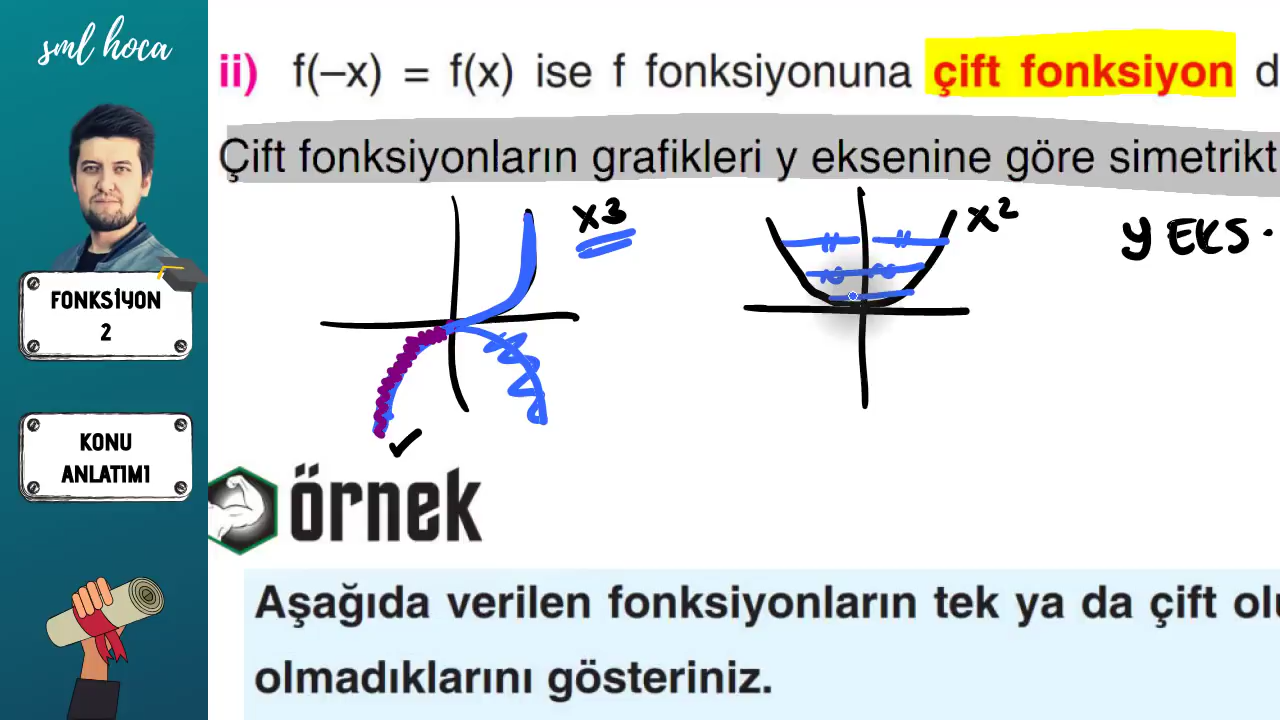 sml hoca
ii) f(–x) = f(x) ise f fonksiyonuna çift fonksiyon d
Çift fonksiyonların grafikleri y eksenine göre simetrikt
x3
x2
y EKS.
FONKSİYON
2
KONU
ANLATIMI
örnek
Aşağıda verilen fonksiyonların tek ya da çift olu
olmadıklarını gösteriniz.